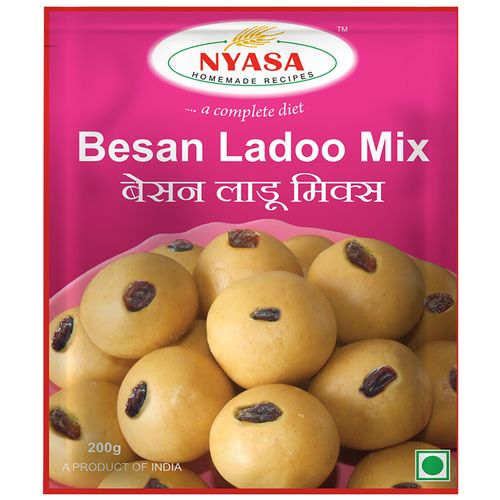 ™
NYASA
HOMEMADE RECIPES
.... a complete diet
Besan Ladoo Mix
बेसन लाडू मिक्स
200g
A PRODUCT OF INDIA